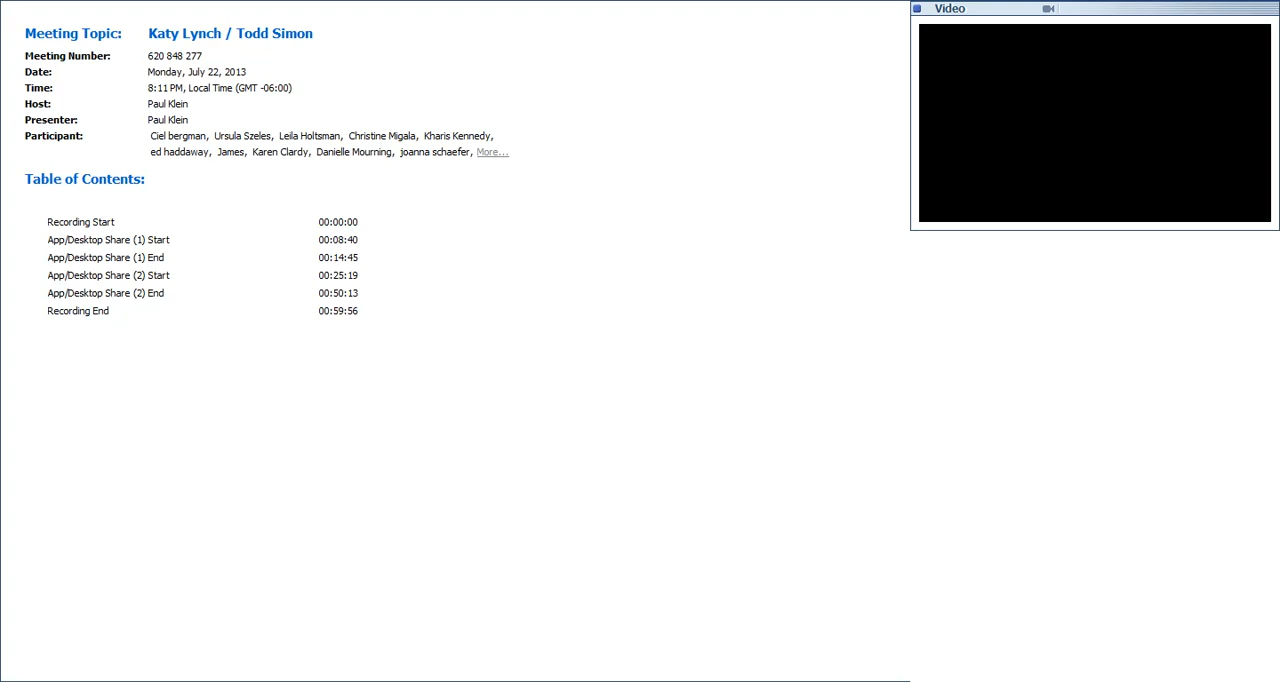 Video
Meeting Topic: Katy Lynch / Todd Simon
Meeting Number: 620 848 277
Date: Monday, July 22, 2013
Time: 8:11 PM, Local Time (GMT -06:00)
Host: Paul Klein
Presenter: Paul Klein
Participant: Ciel bergman, Ursula Szeles, Leila Holtsman, Christine Migala, Kharis Kennedy,
ed haddaway, James, Karen Clardy, Danielle Mourning, joanna schaefer, More...
Table of Contents:
Recording Start 00:00:00
App/Desktop Share (1) Start 00:08:40
App/Desktop Share (1) End 00:14:45
App/Desktop Share (2) Start 00:25:19
App/Desktop Share (2) End 00:50:13
Recording End 00:59:56